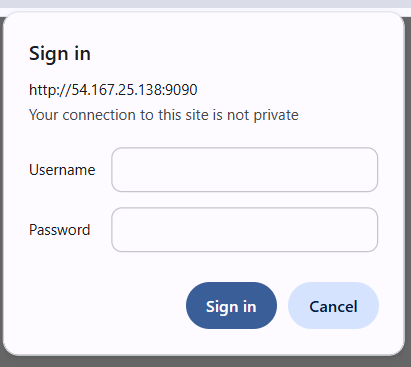 Sign in
http://54.167.25.138:9090
Your connection to this site is not private
Username
Password
Sign in
Cancel